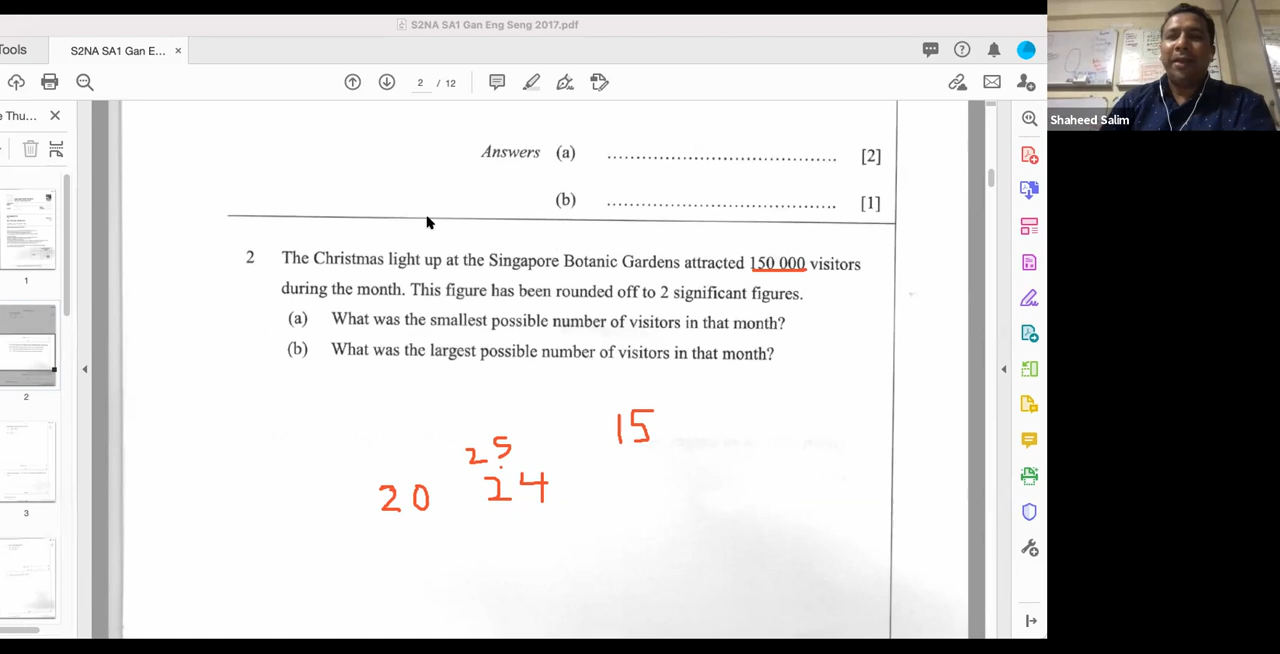 S2NA SA1 Gan Eng Seng 2017.pdf
Tools
S2NA SA1 Gan E... ×
2 / 12
Shaheed Salim
Answers (a) ........................................ [2]
(b) ........................................ [1]
2 The Christmas light up at the Singapore Botanic Gardens attracted 150 000 visitors
during the month. This figure has been rounded off to 2 significant figures.
(a) What was the smallest possible number of visitors in that month?
(b) What was the largest possible number of visitors in that month?
15
25
20 24
1
2
3